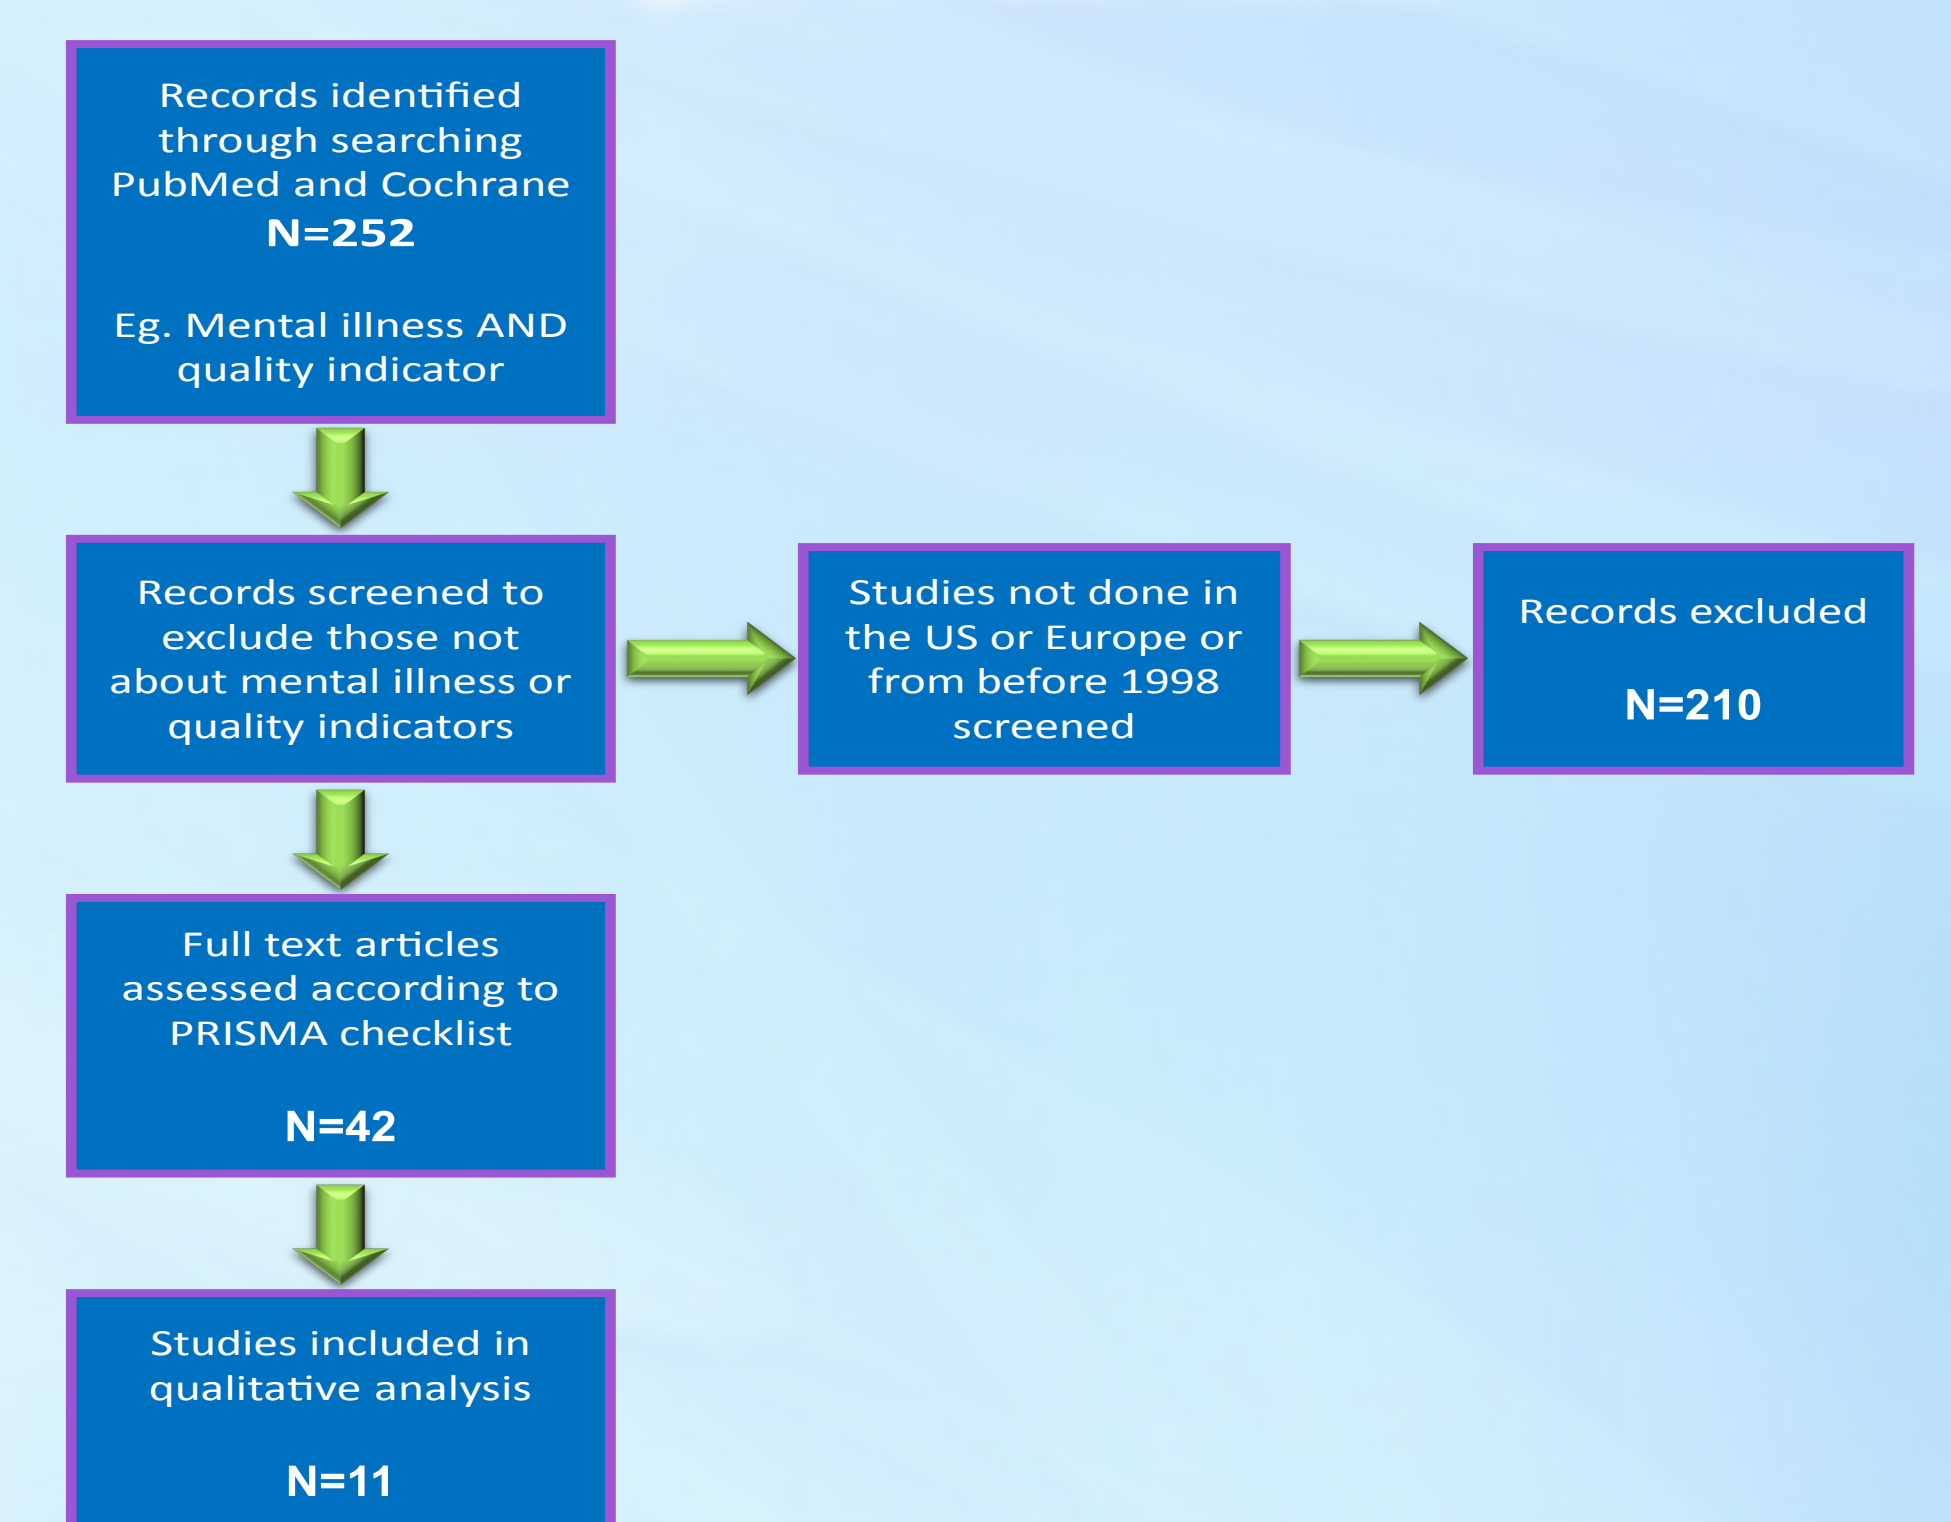 Records identified
through searching
PubMed and Cochrane
N=252
Eg. Mental illness AND
quality indicator
Records screened to
exclude those not
about mental illness or
quality indicators
Studies not done in
the US or Europe or
from before 1998
screened
Records excluded
N=210
Full text articles
assessed according to
PRISMA checklist
N=42
Studies included in
qualitative analysis
N=11